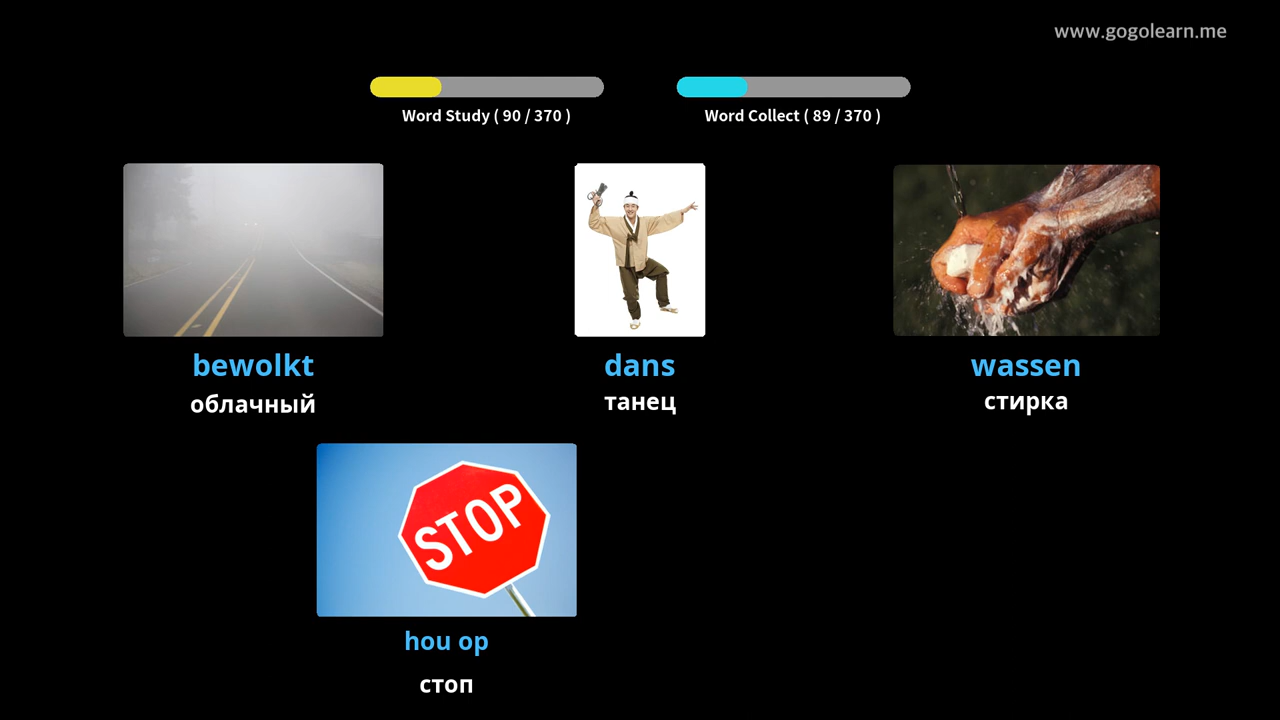 www.gogolearn.me
Word Study ( 90 / 370 )
Word Collect ( 89 / 370 )
bewolkt
dans
wassen
облачный
танец
стирка
STOP
hou op
стоп